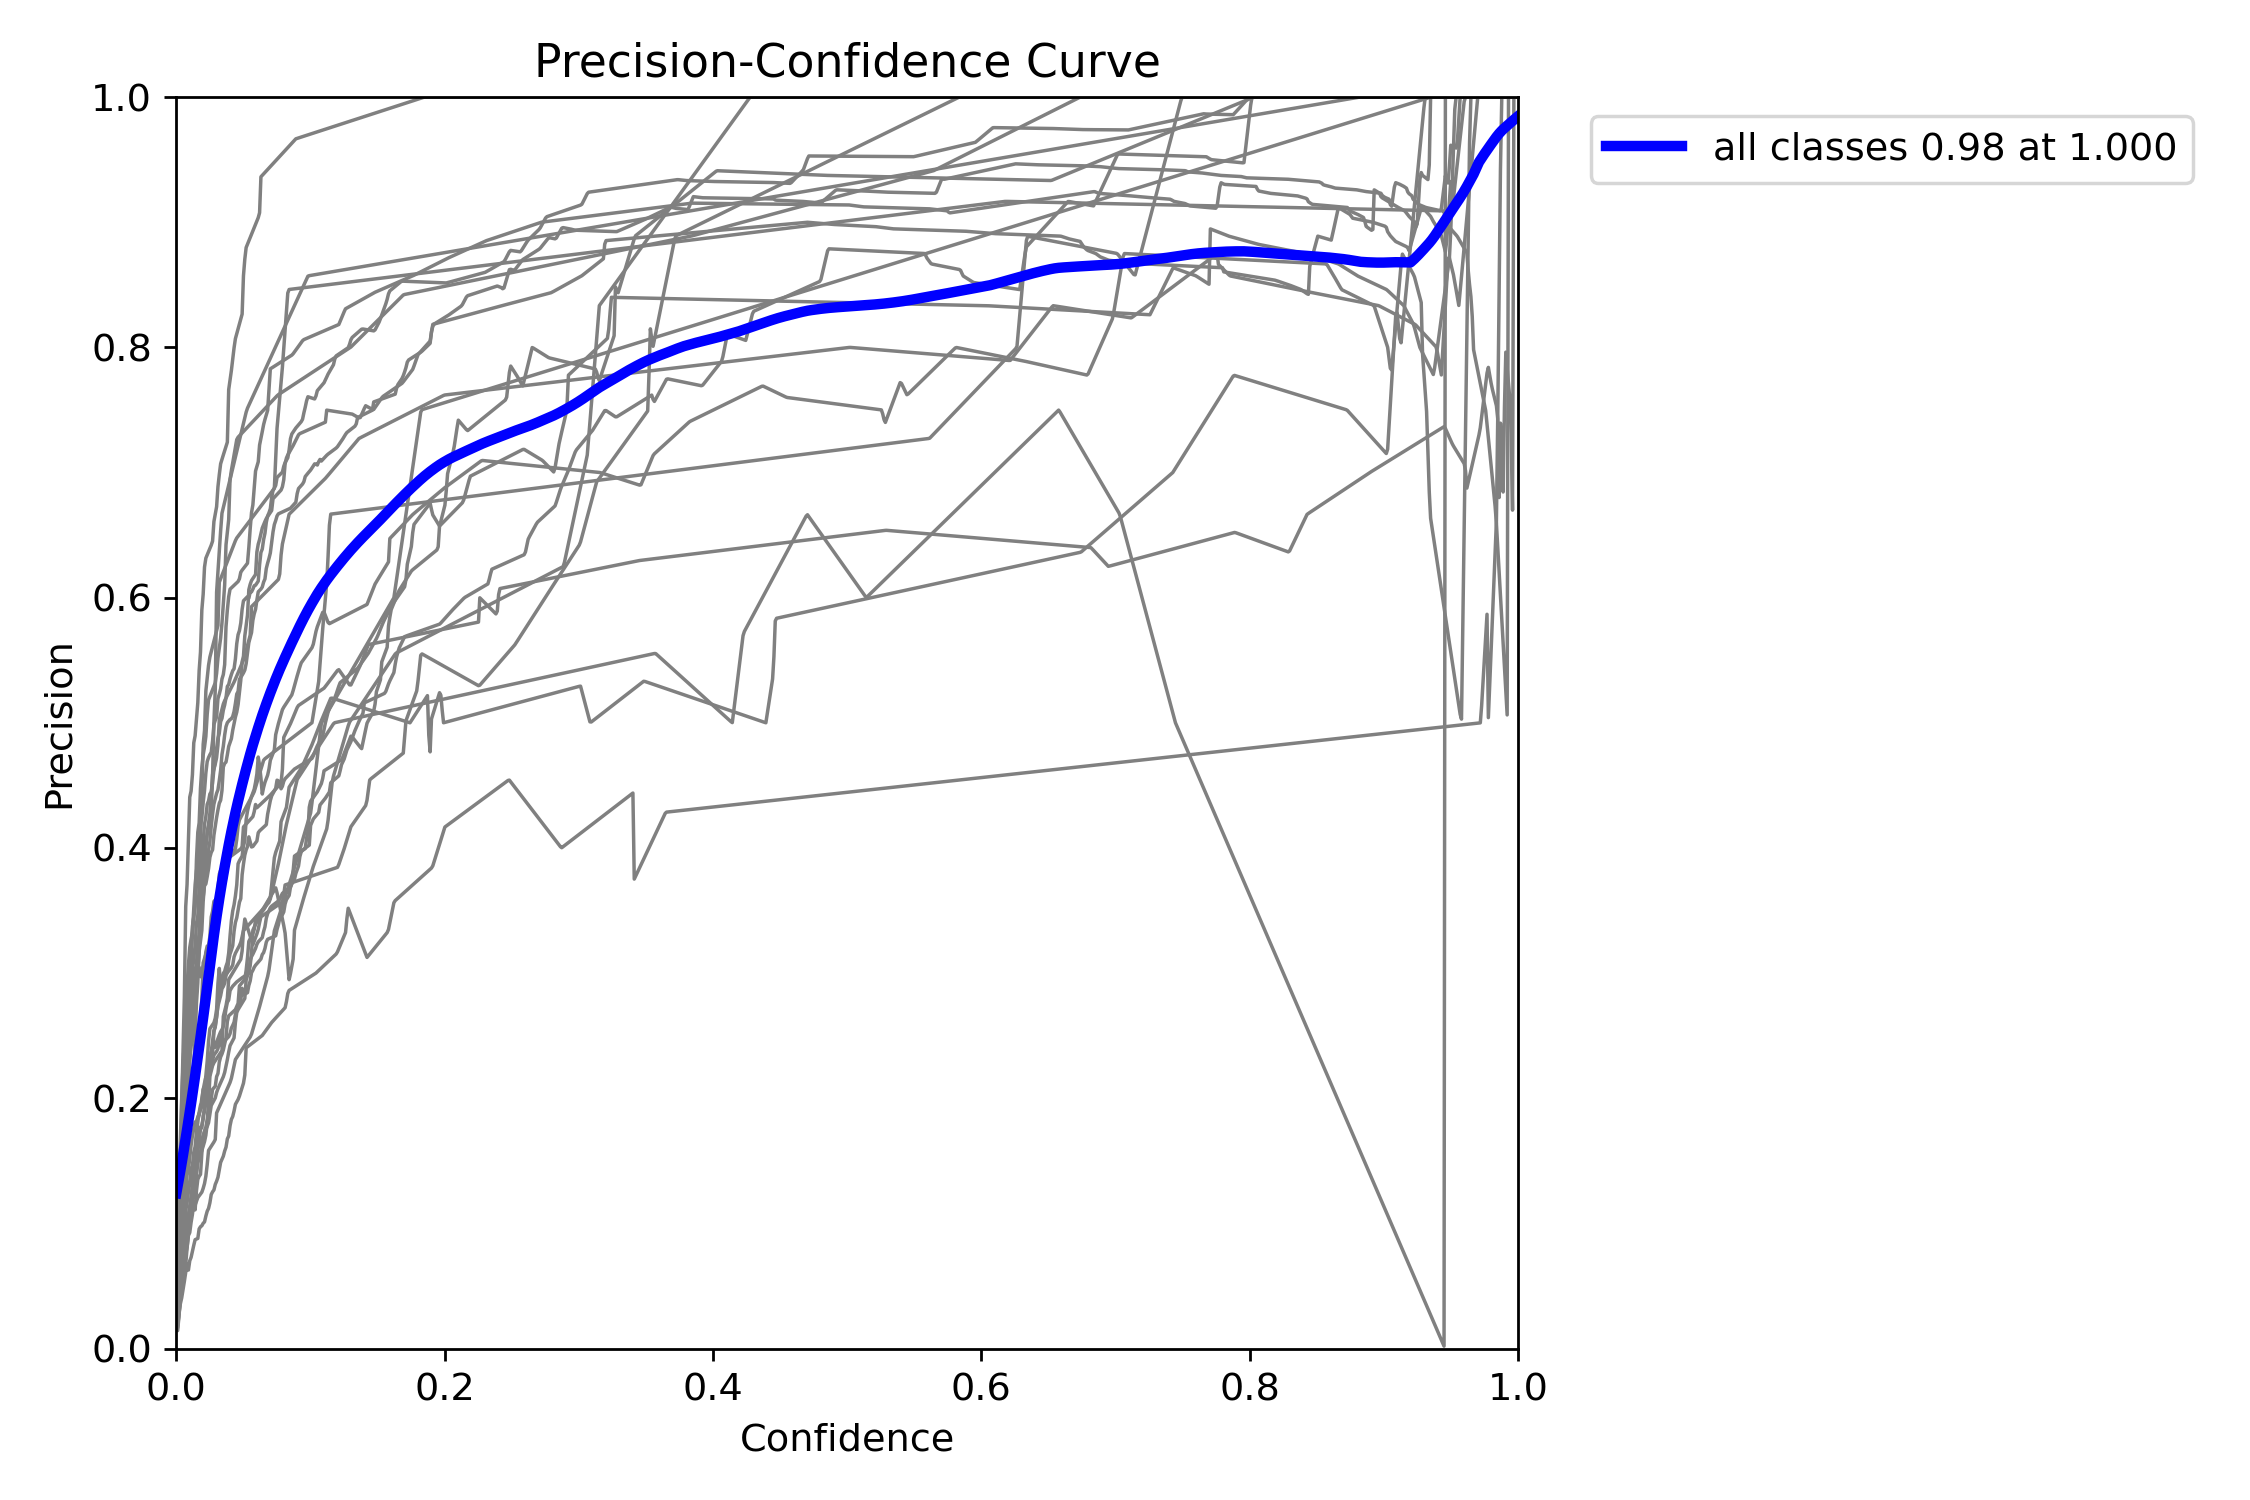 Precision-Confidence Curve
all classes 0.98 at 1.000
Precision
1.0
0.8
0.6
0.4
0.2
0.0
0.0 0.2 0.4 0.6 0.8 1.0
Confidence